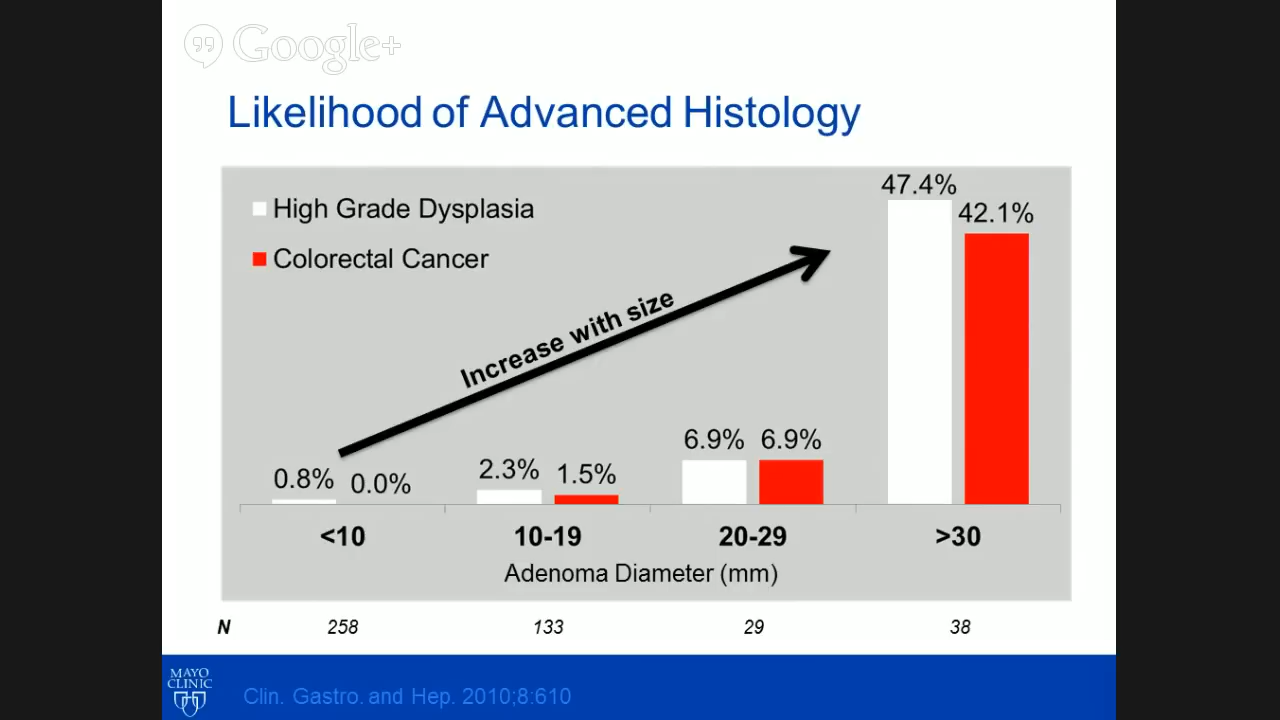 Google+
Likelihood of Advanced Histology
High Grade Dysplasia
Colorectal Cancer
Increase with size
0.8% 0.0% 2.3% 1.5% 6.9% 6.9% 47.4% 42.1%
<10 10-19 20-29 >30
Adenoma Diameter (mm)
N 258 133 29 38
MAYO
CLINIC
Clin. Gastro. and Hep. 2010;8:610